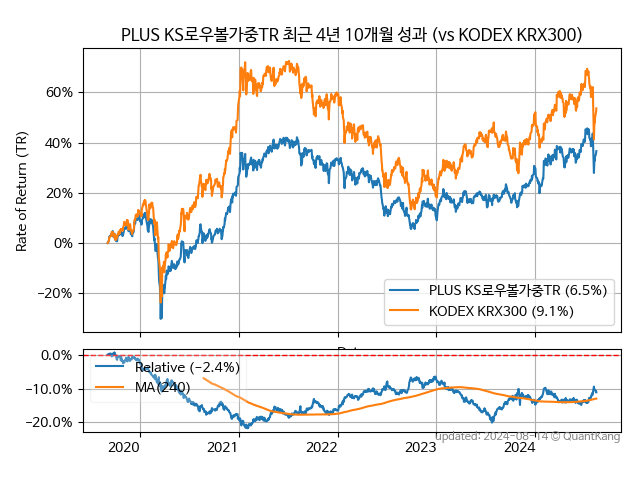 PLUS KS로우볼가중TR 최근 4년 10개월 성과 (vs KODEX KRX300)
Rate of Return (TR)
60%
40%
20%
0%
−20%
PLUS KS로우볼가중TR (6.5%)
KODEX KRX300 (9.1%)
0.0%
−10.0%
−20.0%
Relative (−2.4%)
MA(240)
2020 2021 2022 2023 2024
updated: 2024-08-14 © QuantKang